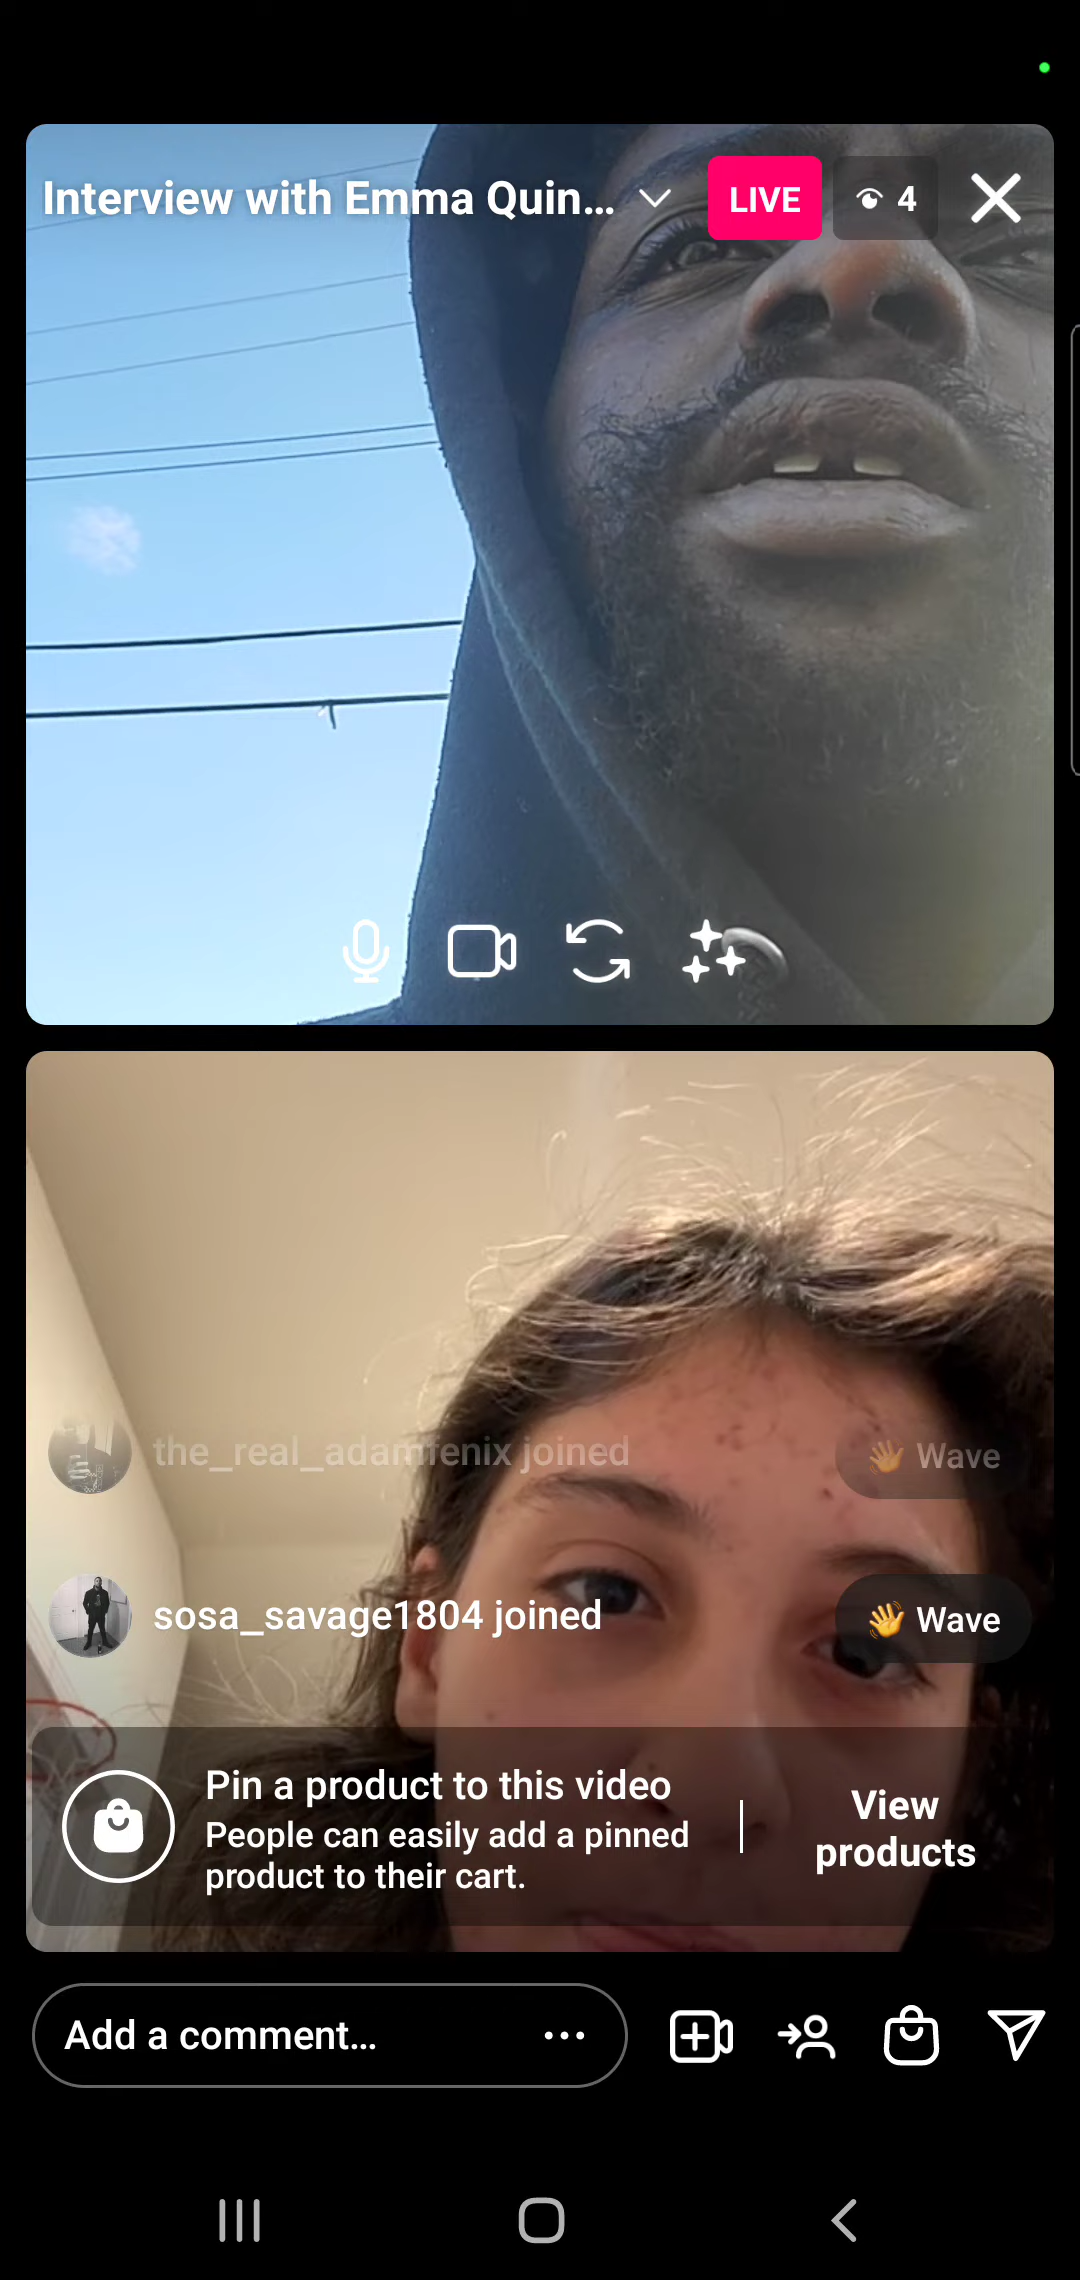 Interview with Emma Quin...
LIVE
4
the_real_adamfenix joined
Wave
sosa_savage1804 joined
Wave
Pin a product to this video
People can easily add a pinned
product to their cart.
View
products
Add a comment...